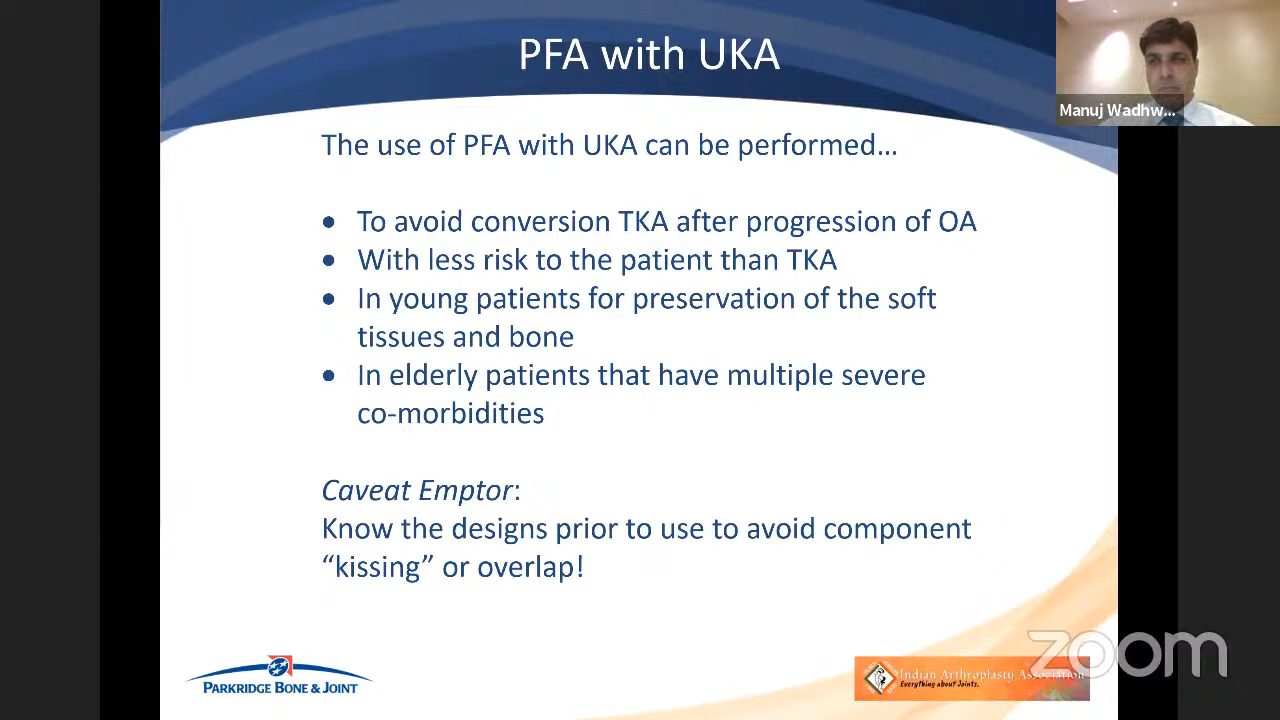 PFA with UKA
Manuj Wadhw...
The use of PFA with UKA can be performed…
• To avoid conversion TKA after progression of OA
• With less risk to the patient than TKA
• In young patients for preservation of the soft
tissues and bone
• In elderly patients that have multiple severe
co-morbidities
Caveat Emptor:
Know the designs prior to use to avoid component
“kissing” or overlap!
PARKRIDGE BONE & JOINT
Indian Arthroplasty Association
Everything about Joints.
zoom